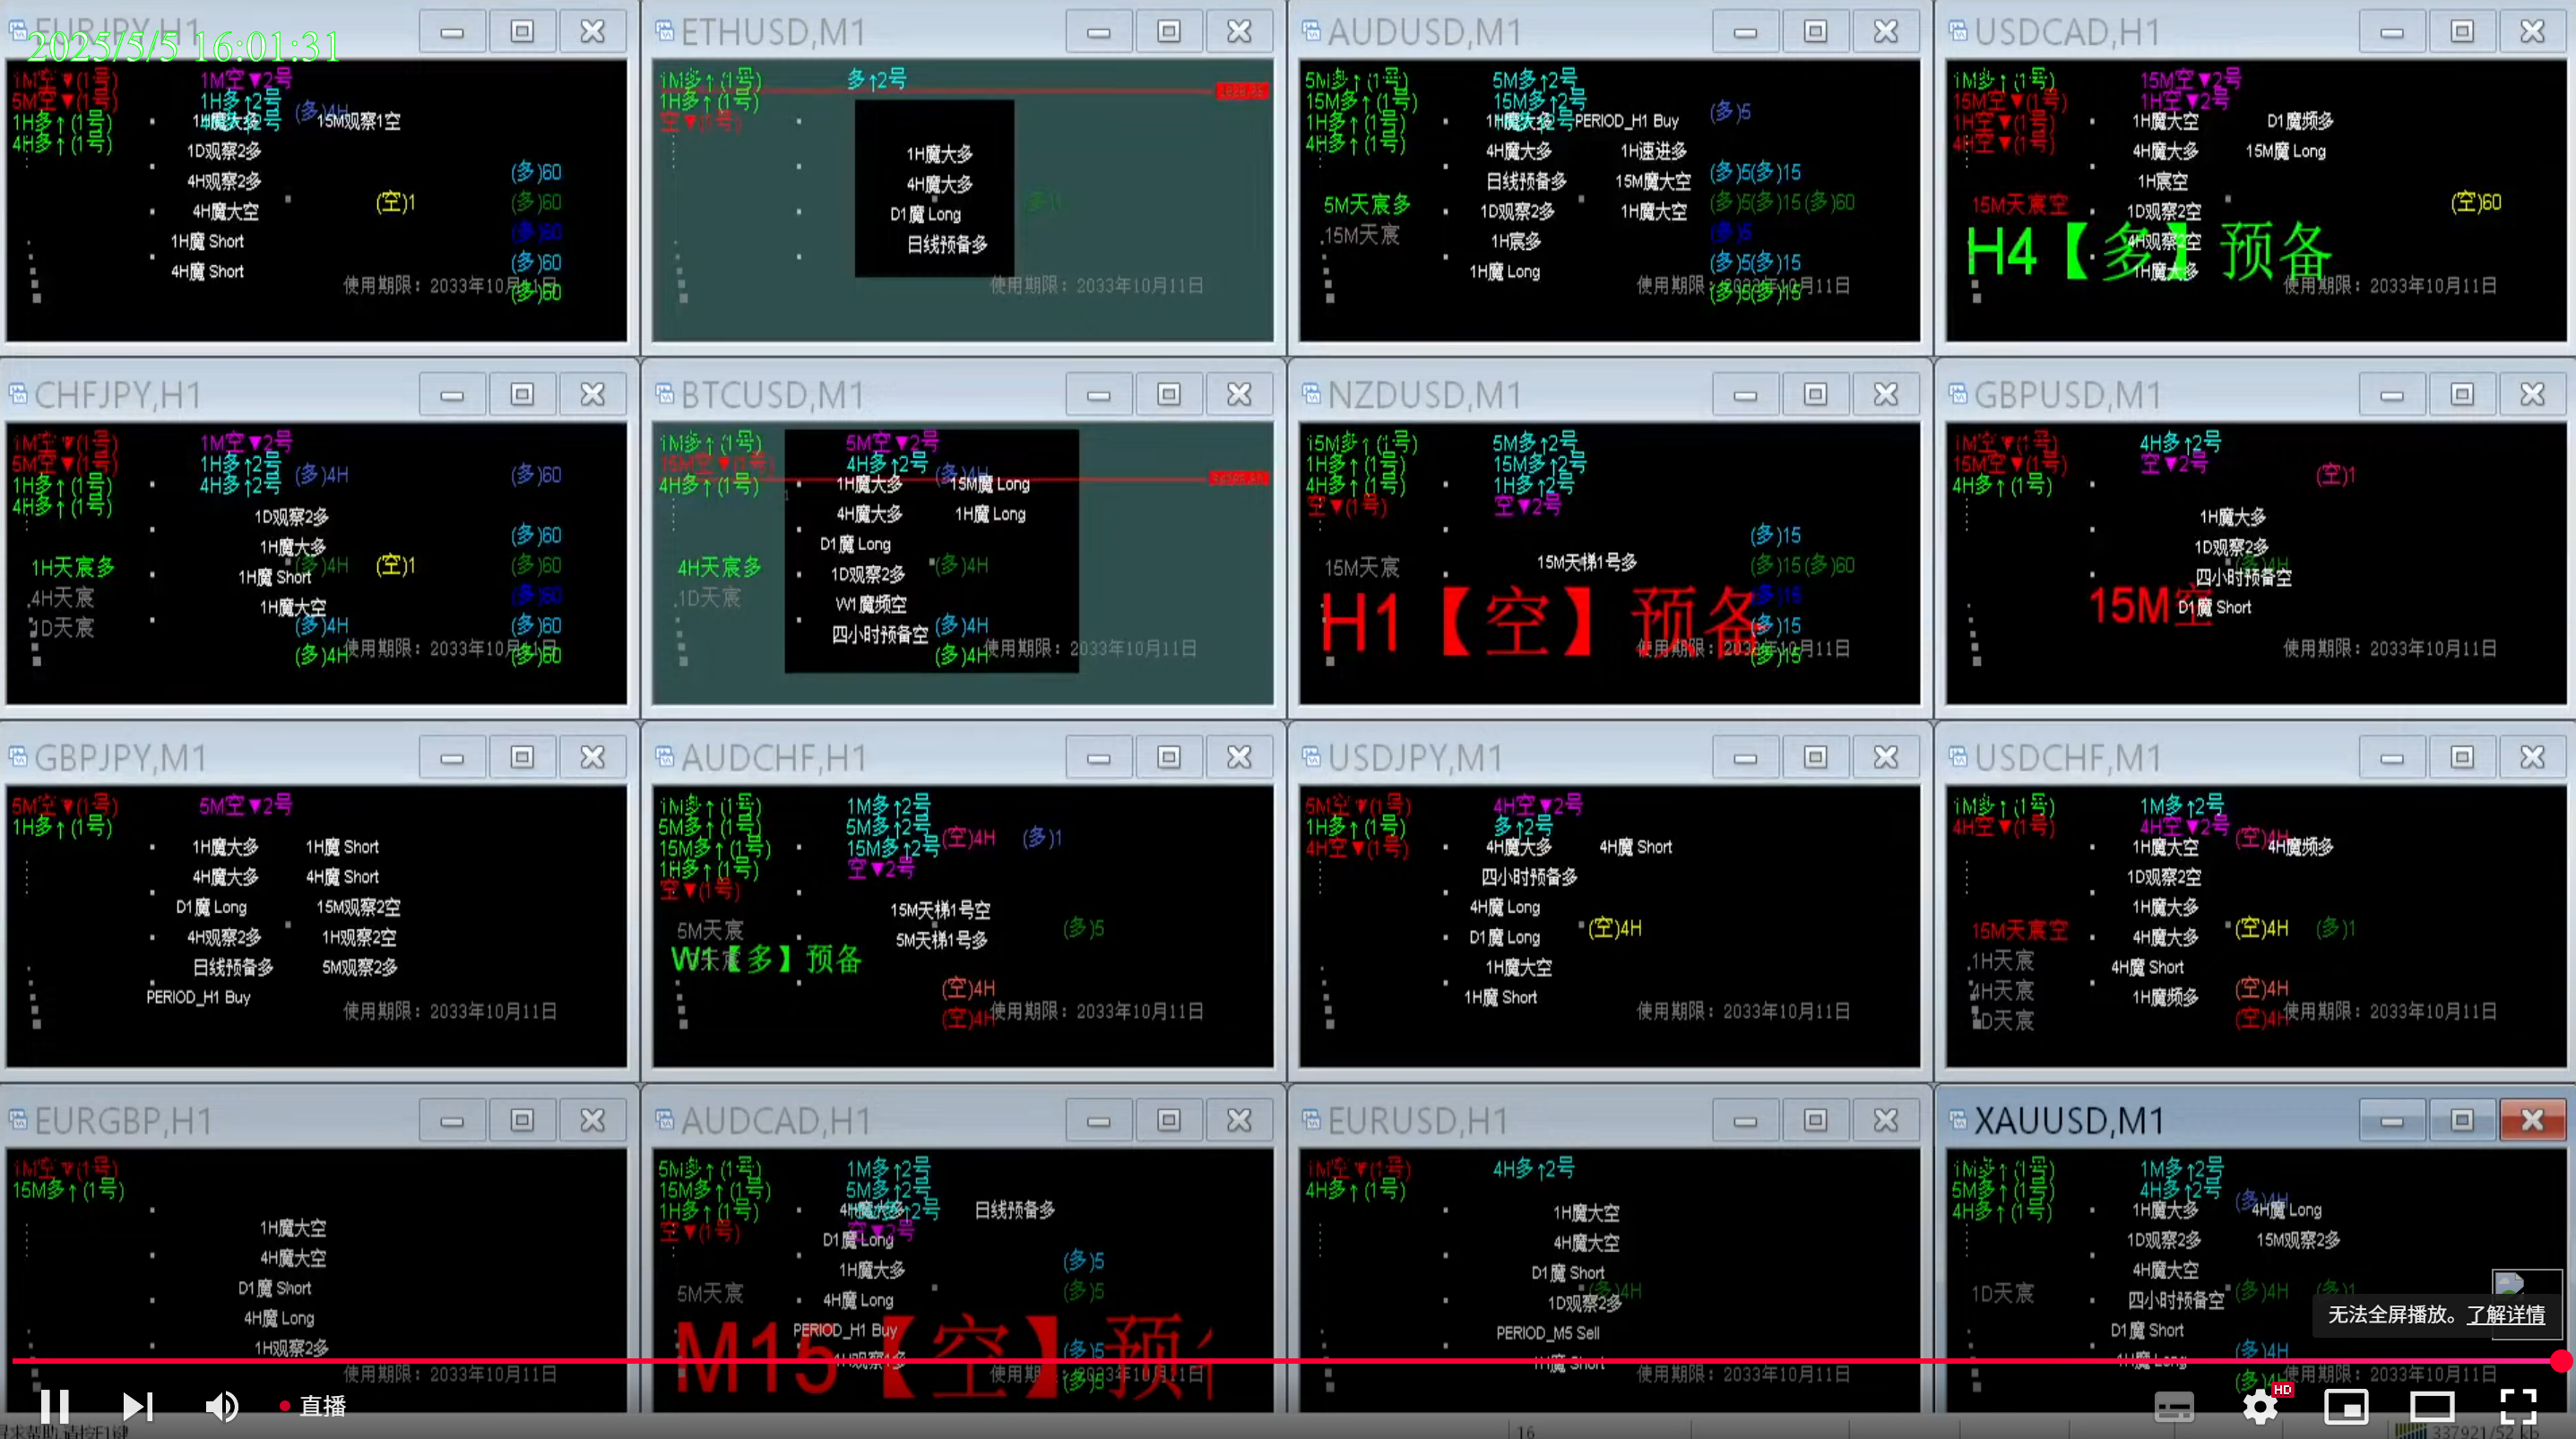 EURJPY,H1
2025/5/5 16:01:31
1M空▼(1号)
5M空▼(1号)
1H多↑(1号)
4H多↑(1号)
1M空▼2号
1H多↑2号
(多)4H
1H魔大多
15M观察1空
1D观察2多
4H观察2多
4H魔大空
1H魔 Short
4H魔 Short
(空)1
(多)60
(多)60
(多)60
(多)60
(多)60
使用期限：2033年10月11日
ETHUSD,M1
1M多↑(1号)
1H多↑(1号)
空▼(1号)
多↑2号
1H魔大多
4H魔大多
D1魔 Long
日线预备多
(多)1
使用期限：2033年10月11日
AUDUSD,M1
5M多↑(1号)
15M多↑(1号)
1H多↑(1号)
4H多↑(1号)
5M多↑2号
15M多↑2号
1H魔大多
PERIOD_H1 Buy
4H魔大多
1H速进多
日线预备多
15M魔大空
1D观察2多
1H魔大空
1H宸多
1H魔 Long
5M天宸多
15M天宸
(多)5
(多)5(多)15
(多)5(多)15(多)60
(多)5
(多)5(多)15
(多)5(多)15
使用期限：2033年10月11日
USDCAD,H1
1M多↑(1号)
15M空▼(1号)
1H空▼(1号)
4H空▼(1号)
15M空▼2号
1H空▼2号
1H魔大空
D1魔频多
4H魔大多
15M魔 Long
1H宸空
1D观察2空
4H观察2空
1H魔大多
15M天宸空
H4【多】预备
(空)60
使用期限：2033年10月11日
CHFJPY,H1
1M空▼(1号)
5M空▼(1号)
1H多↑(1号)
4H多↑(1号)
1M空▼2号
1H多↑2号
4H多↑2号
(多)4H
(多)60
1D观察2多
1H魔大多
1H魔 Short
1H魔大空
1H天宸多
4H天宸
1D天宸
(多)4H
(空)1
(多)60
(多)60
(多)60
(多)4H
(多)60
(多)4H
(多)60
使用期限：2033年10月11日
BTCUSD,M1
1M多↑(1号)
15M空▼(1号)
4H多↑(1号)
5M空▼2号
4H多↑2号
(多)4H
1H魔大多
15M魔 Long
4H魔大多
1H魔 Long
D1魔 Long
1D观察2多
W1魔频空
四小时预备空
4H天宸多
1D天宸
(多)4H
(多)4H
(多)4H
使用期限：2033年10月11日
NZDUSD,M1
15M多↑(1号)
1H多↑(1号)
4H多↑(1号)
空▼(1号)
5M多↑2号
15M多↑2号
1H多↑2号
空▼2号
15M天梯1号多
15M天宸
H1【空】预备
(多)15
(多)15(多)60
(多)15
(多)15
(多)15
使用期限：2033年10月11日
GBPUSD,M1
1M空▼(1号)
15M空▼(1号)
4H多↑(1号)
4H多↑2号
空▼2号
(空)1
1H魔大多
1D观察2多
(多)4H
四小时预备空
D1魔 Short
15M空
使用期限：2033年10月11日
GBPJPY,M1
5M空▼(1号)
1H多↑(1号)
5M空▼2号
1H魔大多
1H魔 Short
4H魔大多
4H魔 Short
D1魔 Long
15M观察2空
4H观察2多
1H观察2空
日线预备多
5M观察2多
PERIOD_H1 Buy
使用期限：2033年10月11日
AUDCHF,H1
1M多↑(1号)
5M多↑(1号)
15M多↑(1号)
1H多↑(1号)
空▼(1号)
1M多↑2号
5M多↑2号
15M多↑2号
空▼2号
(空)4H
(多)1
15M天梯1号空
5M天梯1号多
5M天宸
W1【多】预备
(多)5
(空)4H
(空)4H
使用期限：2033年10月11日
USDJPY,M1
5M空▼(1号)
1H多↑(1号)
4H空▼(1号)
4H空▼2号
多↑2号
4H魔大多
4H魔 Short
四小时预备多
4H魔 Long
D1魔 Long
1H魔大空
1H魔 Short
(空)4H
使用期限：2033年10月11日
USDCHF,M1
1M多↑(1号)
4H空▼(1号)
1M多↑2号
4H空▼2号
(空)4H
1H魔大空
4H魔频多
1D观察2空
1H魔大多
4H魔大多
4H魔 Short
1H魔频多
15M天宸空
1H天宸
4H天宸
1D天宸
(空)4H
(多)1
(空)4H
(空)4H
使用期限：2033年10月11日
EURGBP,H1
1M空▼(1号)
15M多↑(1号)
1H魔大空
4H魔大空
D1魔 Short
4H魔 Long
1H观察2多
使用期限：2033年10月11日
AUDCAD,H1
5M多↑(1号)
15M多↑(1号)
1H多↑(1号)
空▼(1号)
1M多↑2号
5M多↑2号
空▼2号
4H魔大多
日线预备多
D1魔 Long
1H魔大多
4H魔 Long
PERIOD_H1 Buy
1H观察1多
5M天宸
M15【空】预
(多)5
(多)5
(多)5
(多)5
使用期限：2033年10月11日
EURUSD,H1
1M空▼(1号)
4H多↑(1号)
4H多↑2号
1H魔大空
4H魔大空
D1魔 Short
(多)4H
1D观察2多
PERIOD_M5 Sell
1H魔 Short
使用期限：2033年10月11日
XAUUSD,M1
1M多↑(1号)
5M多↑(1号)
4H多↑(1号)
1M多↑2号
4H多↑2号
(多)4H
1H魔大多
4H魔 Long
1D观察2多
15M观察2多
4H魔大空
四小时预备空
D1魔 Short
1H魔 Long
1D天宸
(多)4H
(多)1
(多)4H
(多)4H
使用期限：2033年10月11日
无法全屏播放。了解详情
直播
HD
16
337921/52 kb